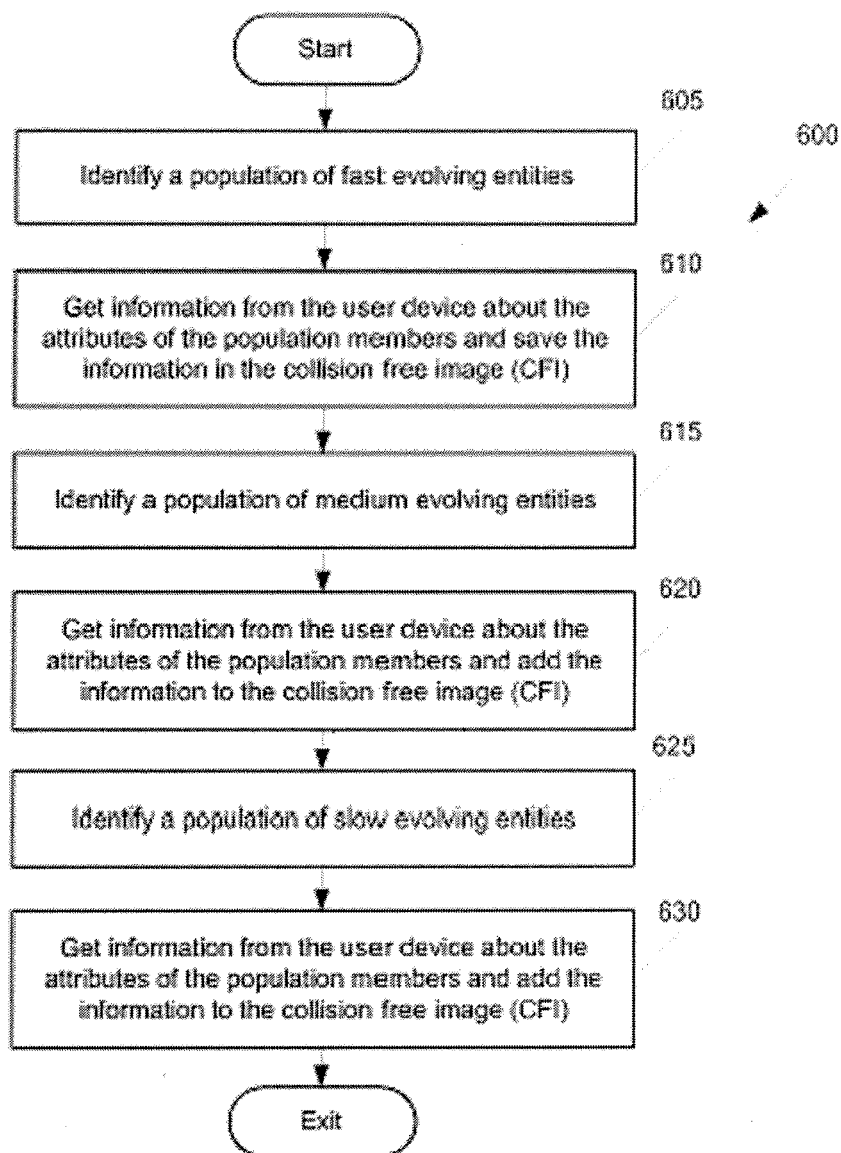 Start
605
600
Identify a population of fast evolving entities
610
Get information from the user device about the
attributes of the population members and save the
information in the collision free image (CFI)
615
Identify a population of medium evolving entities
620
Get information from the user device about the
attributes of the population members and add the
information to the collision free image (CFI)
625
Identify a population of slow evolving entities
630
Get information from the user device about the
attributes of the population members and add the
information to the collision free image (CFI)
Exit